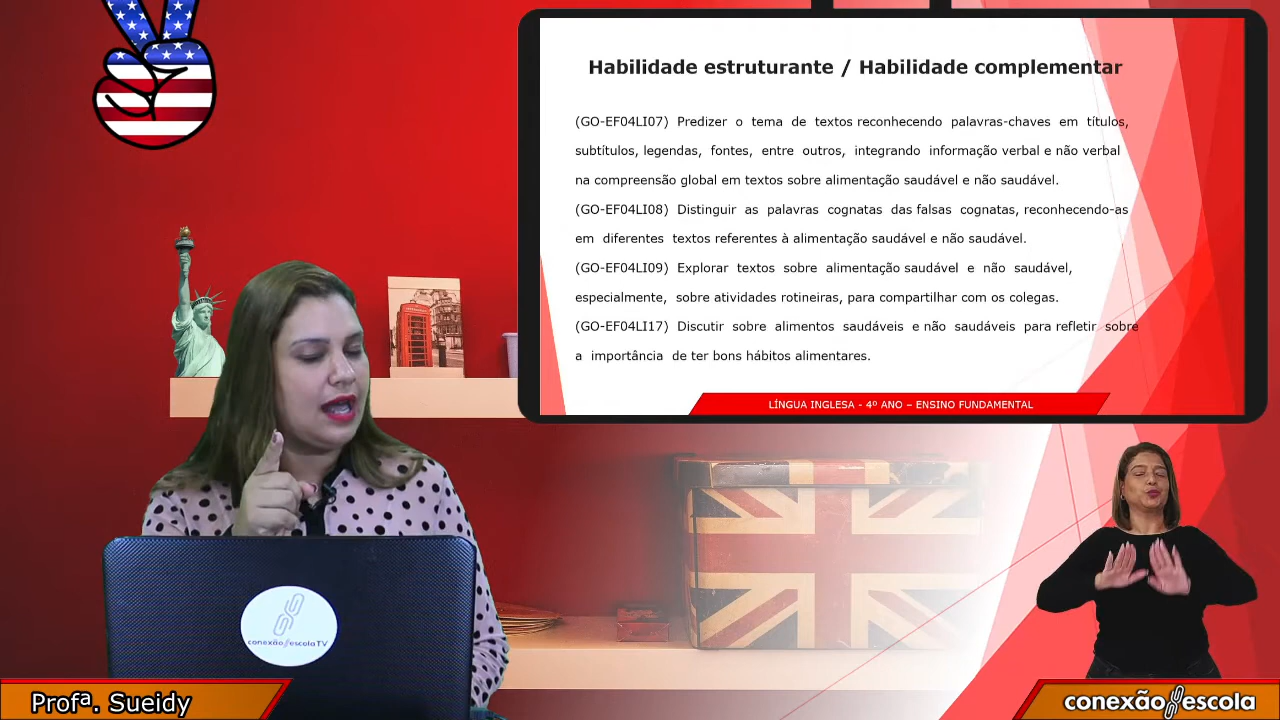 Habilidade estruturante / Habilidade complementar
(GO-EF04LI07) Predizer o tema de textos reconhecendo palavras-chaves em títulos,
subtítulos, legendas, fontes, entre outros, integrando informação verbal e não verbal
na compreensão global em textos sobre alimentação saudável e não saudável.
(GO-EF04LI08) Distinguir as palavras cognatas das falsas cognatas, reconhecendo-as
em diferentes textos referentes à alimentação saudável e não saudável.
(GO-EF04LI09) Explorar textos sobre alimentação saudável e não saudável,
especialmente, sobre atividades rotineiras, para compartilhar com os colegas.
(GO-EF04LI17) Discutir sobre alimentos saudáveis e não saudáveis para refletir sobre
a importância de ter bons hábitos alimentares.
LÍNGUA INGLESA - 4º ANO – ENSINO FUNDAMENTAL
conexão escola TV
Profª. Sueidy
conexão escola